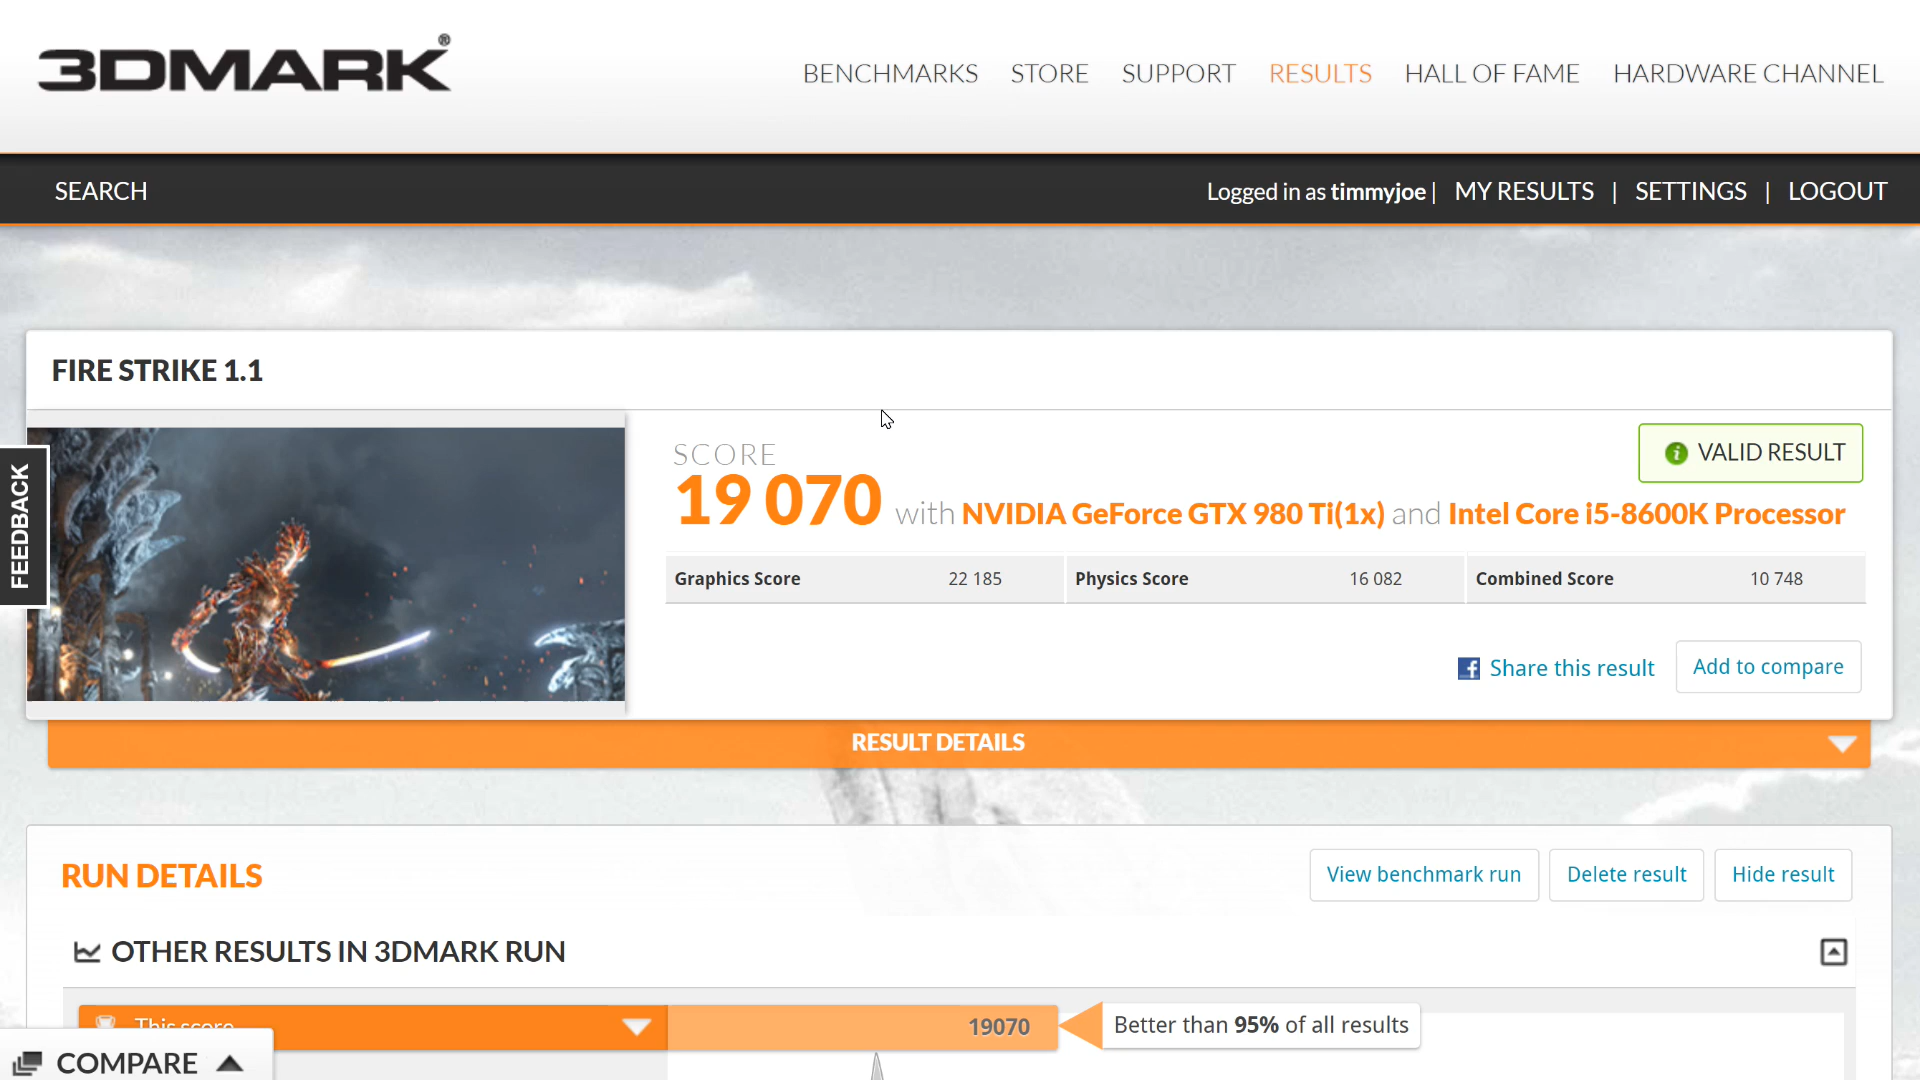 3DMARK®
BENCHMARKS STORE SUPPORT RESULTS HALL OF FAME HARDWARE CHANNEL
SEARCH
Logged in as timmyjoe | MY RESULTS | SETTINGS | LOGOUT
FIRE STRIKE 1.1
FEEDBACK
SCORE
VALID RESULT
19 070 with NVIDIA GeForce GTX 980 Ti(1x) and Intel Core i5-8600K Processor
Graphics Score 22 185 Physics Score 16 082 Combined Score 10 748
Share this result Add to compare
RESULT DETAILS
RUN DETAILS
View benchmark run Delete result Hide result
OTHER RESULTS IN 3DMARK RUN
This score 19070 Better than 95% of all results
COMPARE